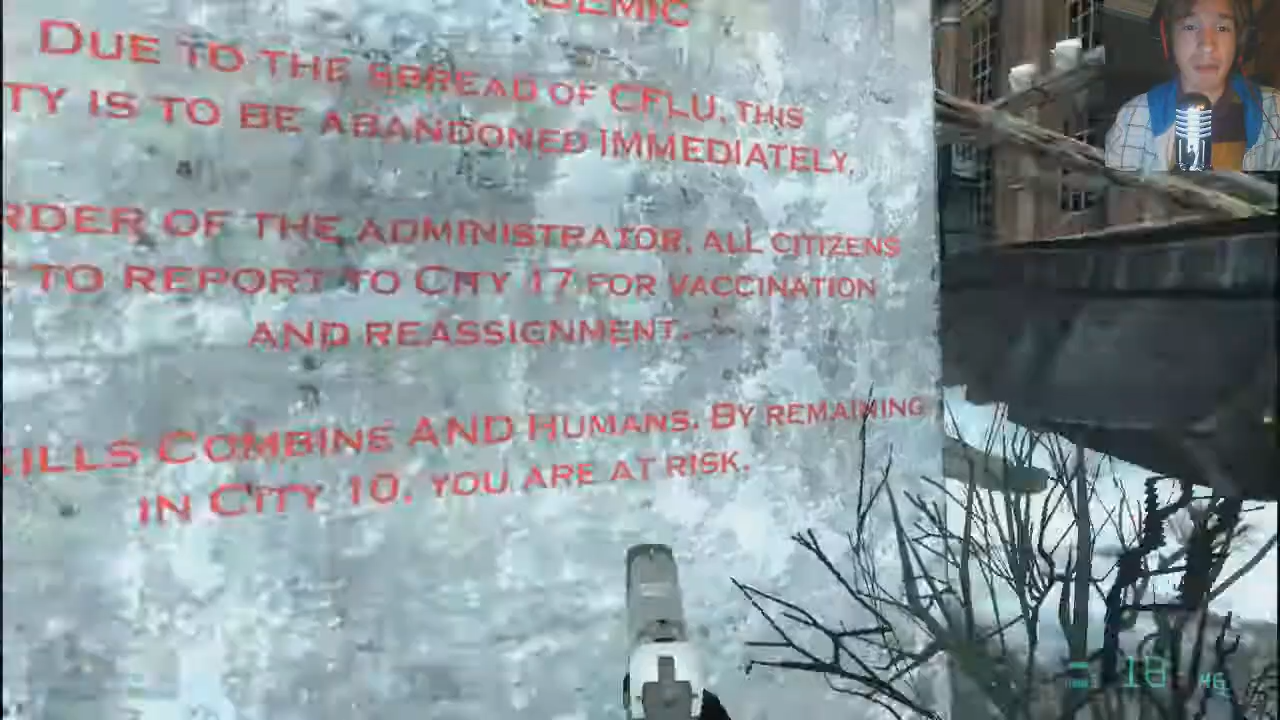 DUE TO THE SPREAD OF CFLU, THIS
TY IS TO BE ABANDONED IMMEDIATELY.
RDER OF THE ADMINISTRATOR, ALL CITIZENS
TO REPORT TO CITY 17 FOR VACCINATION
AND REASSIGNMENT.
ILLS COMBINE AND HUMANS. BY REMAINING
IN CITY 10, YOU ARE AT RISK.
18 46